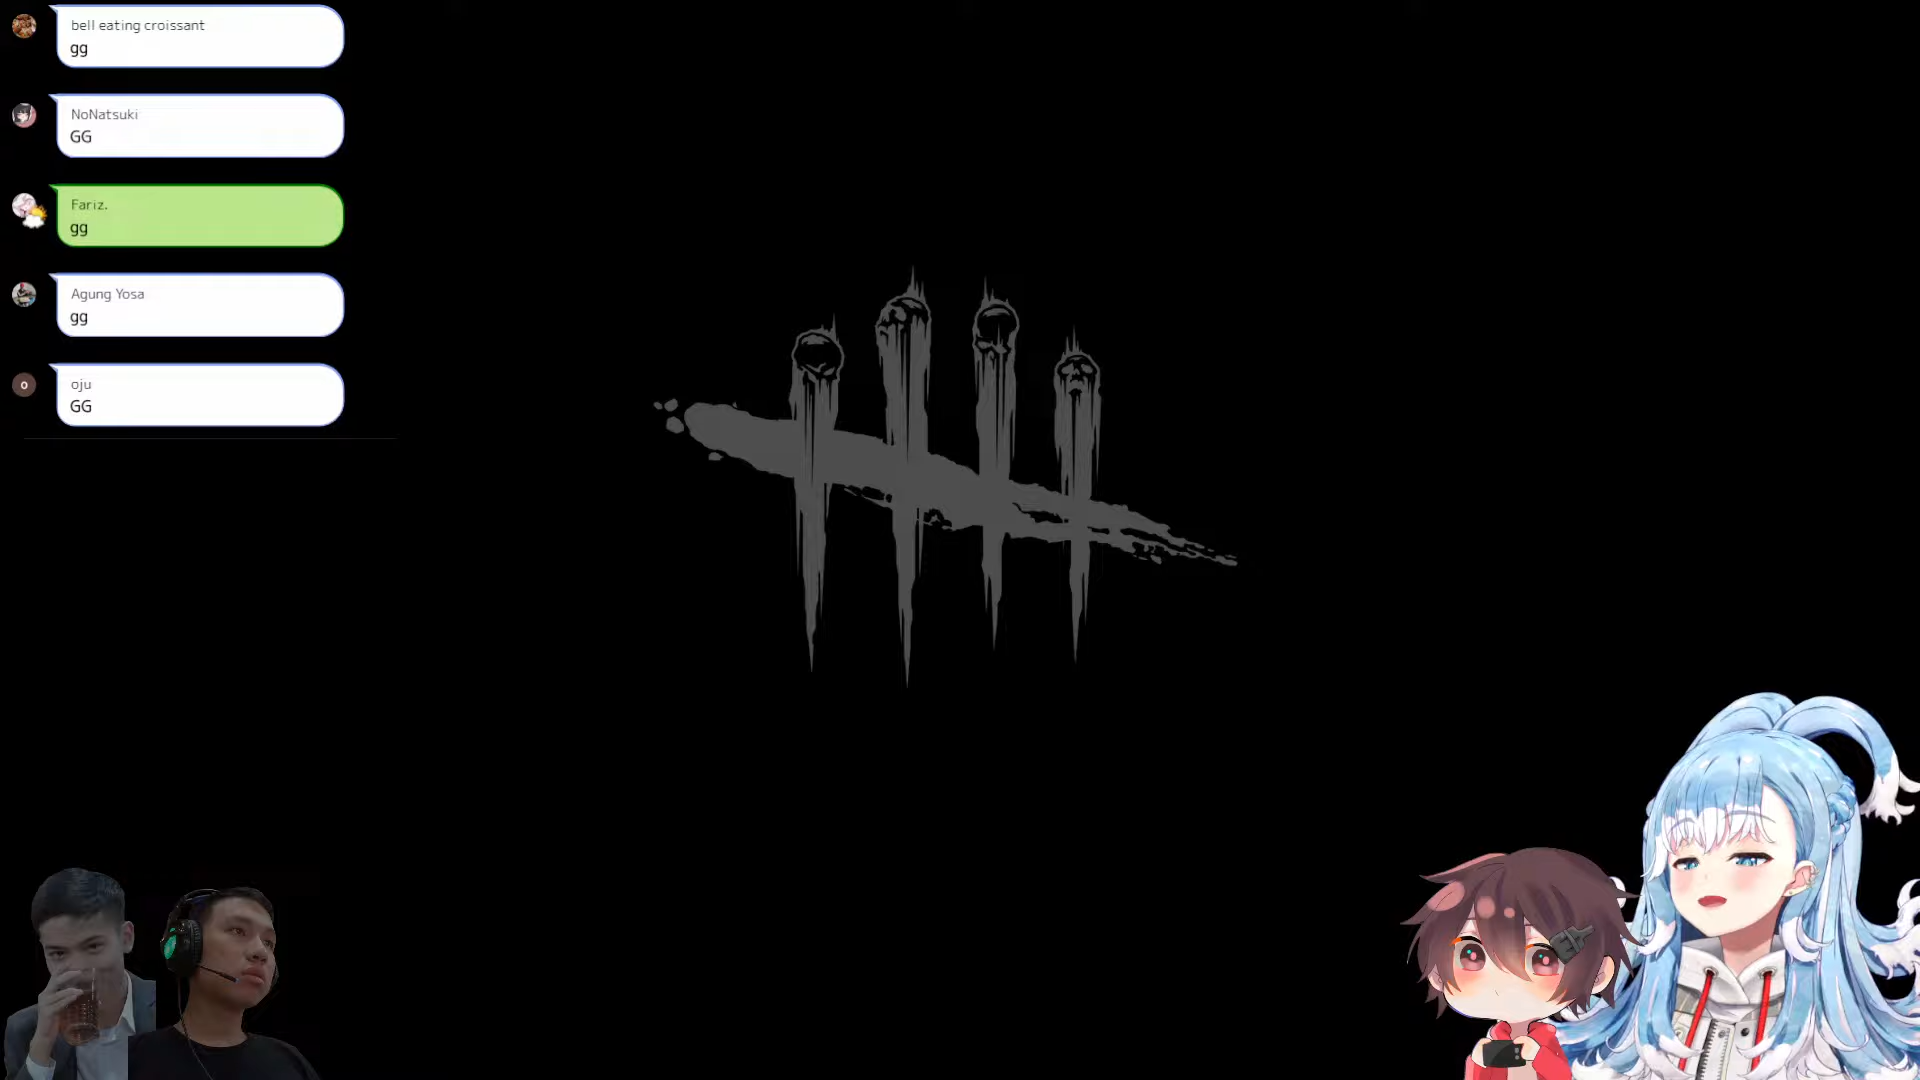 bell eating croissant
gg
NoNatsuki
GG
Fariz.
gg
Agung Yosa
gg
o
oju
GG